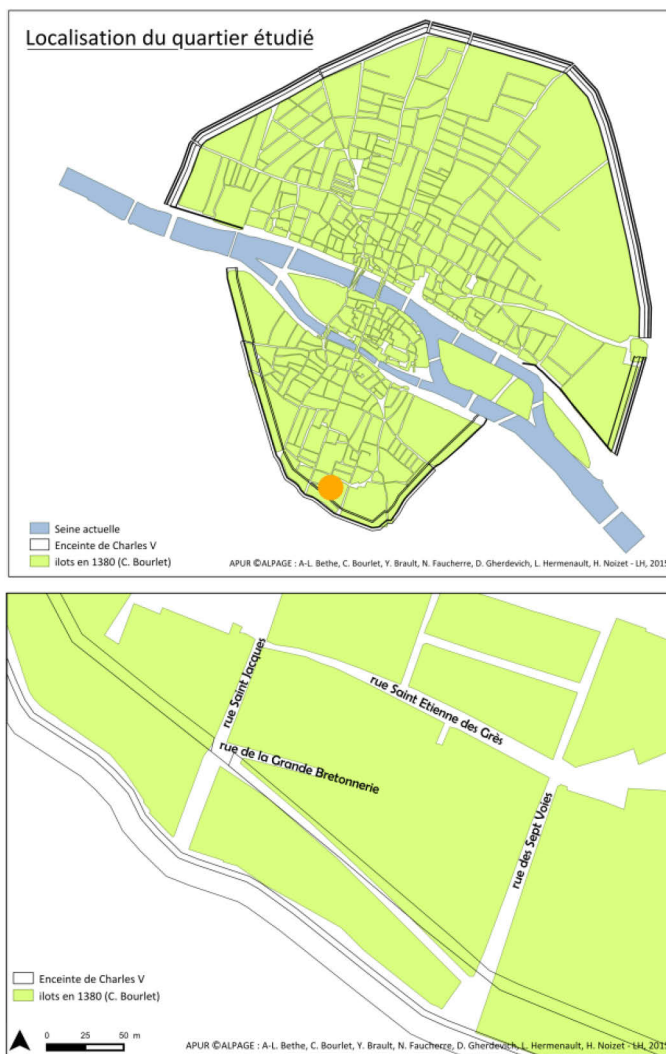 Localisation du quartier étudié
Seine actuelle
Enceinte de Charles V
ilots en 1380 (C. Bourlet)
APUR ©ALPAGE : A-L. Bethe, C. Bourlet, Y. Brault, N. Faucherre, D. Gherdevich, L. Hermenault, H. Noizet - LH, 2015
rue Saint Jacques
rue Saint Etienne des Grès
rue de la Grande Bretonnerie
rue des Sept Voies
Enceinte de Charles V
ilots en 1380 (C. Bourlet)
0 25 50 m
APUR ©ALPAGE : A-L. Bethe, C. Bourlet, Y. Brault, N. Faucherre, D. Gherdevich, L. Hermenault, H. Noizet - LH, 2015